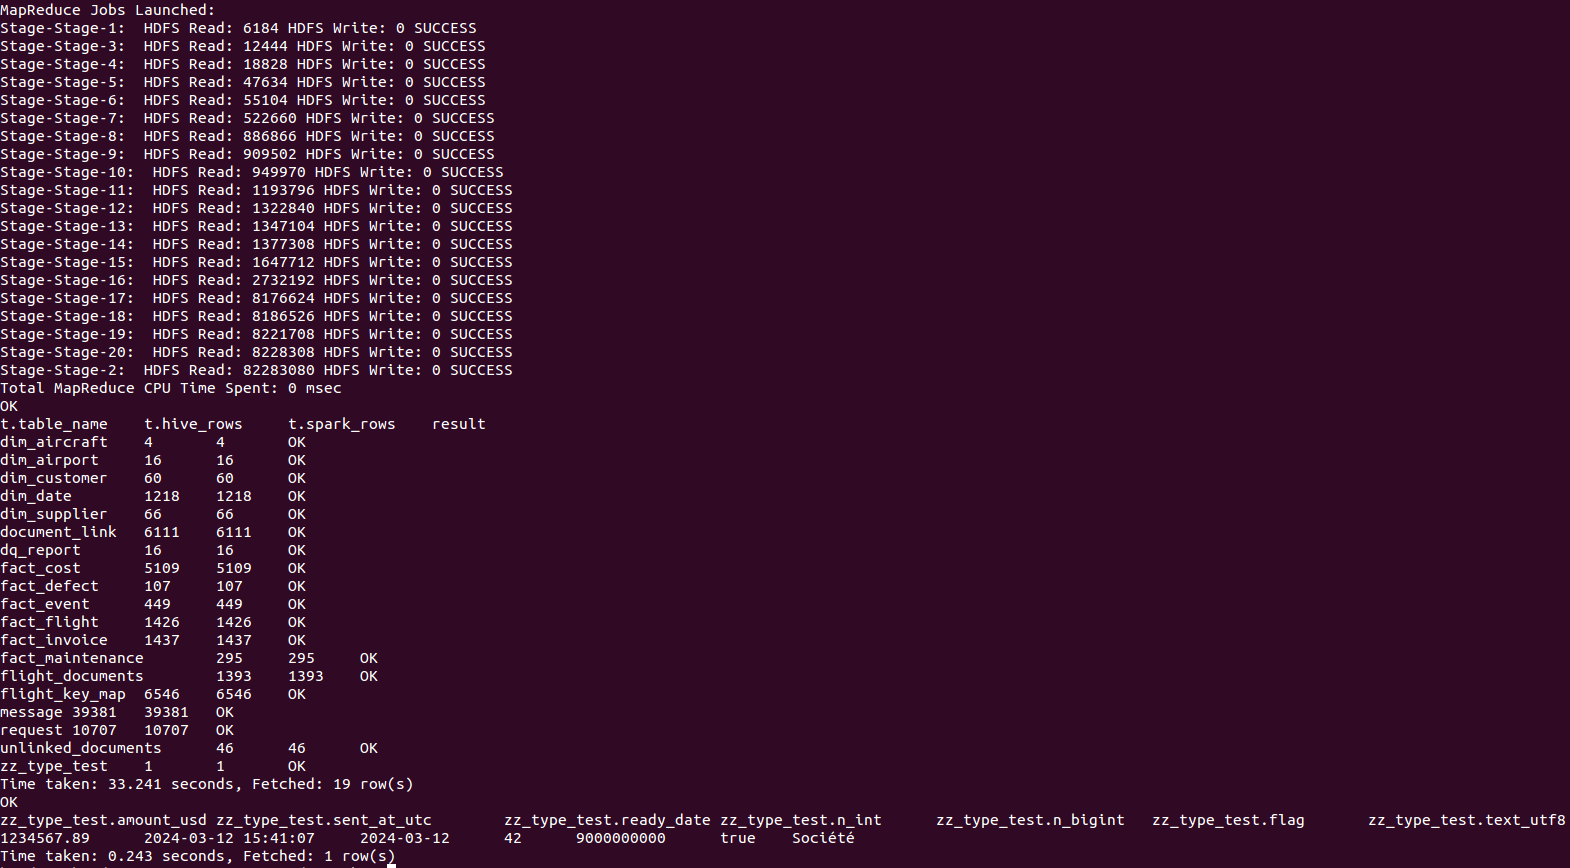 MapReduce Jobs Launched:
Stage-Stage-1:  HDFS Read: 6184 HDFS Write: 0 SUCCESS
Stage-Stage-3:  HDFS Read: 12444 HDFS Write: 0 SUCCESS
Stage-Stage-4:  HDFS Read: 18828 HDFS Write: 0 SUCCESS
Stage-Stage-5:  HDFS Read: 47634 HDFS Write: 0 SUCCESS
Stage-Stage-6:  HDFS Read: 55104 HDFS Write: 0 SUCCESS
Stage-Stage-7:  HDFS Read: 522660 HDFS Write: 0 SUCCESS
Stage-Stage-8:  HDFS Read: 886866 HDFS Write: 0 SUCCESS
Stage-Stage-9:  HDFS Read: 909502 HDFS Write: 0 SUCCESS
Stage-Stage-10:  HDFS Read: 949970 HDFS Write: 0 SUCCESS
Stage-Stage-11:  HDFS Read: 1193796 HDFS Write: 0 SUCCESS
Stage-Stage-12:  HDFS Read: 1322840 HDFS Write: 0 SUCCESS
Stage-Stage-13:  HDFS Read: 1347104 HDFS Write: 0 SUCCESS
Stage-Stage-14:  HDFS Read: 1377308 HDFS Write: 0 SUCCESS
Stage-Stage-15:  HDFS Read: 1647712 HDFS Write: 0 SUCCESS
Stage-Stage-16:  HDFS Read: 2732192 HDFS Write: 0 SUCCESS
Stage-Stage-17:  HDFS Read: 8176624 HDFS Write: 0 SUCCESS
Stage-Stage-18:  HDFS Read: 8186526 HDFS Write: 0 SUCCESS
Stage-Stage-19:  HDFS Read: 8221708 HDFS Write: 0 SUCCESS
Stage-Stage-20:  HDFS Read: 8228308 HDFS Write: 0 SUCCESS
Stage-Stage-2:  HDFS Read: 82283080 HDFS Write: 0 SUCCESS
Total MapReduce CPU Time Spent: 0 msec
OK
t.table_name    t.hive_rows     t.spark_rows    result
dim_aircraft    4       4       OK
dim_airport     16      16      OK
dim_customer    60      60      OK
dim_date        1218    1218    OK
dim_supplier    66      66      OK
document_link   6111    6111    OK
dq_report       16      16      OK
fact_cost       5109    5109    OK
fact_defect     107     107     OK
fact_event      449     449     OK
fact_flight     1426    1426    OK
fact_invoice    1437    1437    OK
fact_maintenance        295     295     OK
flight_documents        1393    1393    OK
flight_key_map  6546    6546    OK
message 39381   39381   OK
request 10707   10707   OK
unlinked_documents      46      46      OK
zz_type_test    1       1       OK
Time taken: 33.241 seconds, Fetched: 19 row(s)
OK
zz_type_test.amount_usd zz_type_test.sent_at_utc        zz_type_test.ready_date zz_type_test.n_int      zz_type_test.n_bigint   zz_type_test.flag       zz_type_test.text_utf8
1234567.89      2024-03-12 15:41:07     2024-03-12      42      9000000000      true    Société
Time taken: 0.243 seconds, Fetched: 1 row(s)